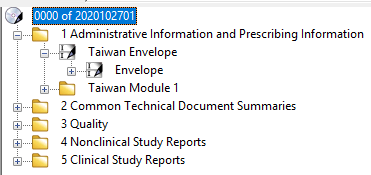 0000 of 2020102701
1 Administrative Information and Prescribing Information
Taiwan Envelope
Envelope
Taiwan Module 1
2 Common Technical Document Summaries
3 Quality
4 Nonclinical Study Reports
5 Clinical Study Reports